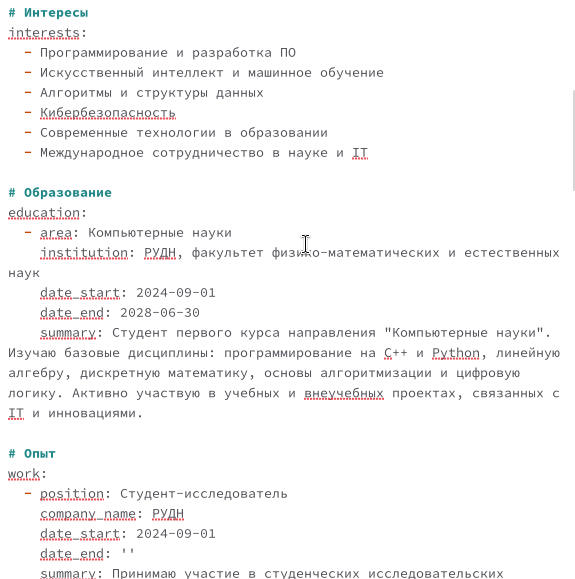 # Интересы
interests:
- Программирование и разработка ПО
- Искусственный интеллект и машинное обучение
- Алгоритмы и структуры данных
- Кибербезопасность
- Современные технологии в образовании
- Международное сотрудничество в науке и IT
# Образование
education:
- area: Компьютерные науки
institution: РУДН, факультет физико-математических и естественных
наук
date_start: 2024-09-01
date_end: 2028-06-30
summary: Студент первого курса направления "Компьютерные науки".
Изучаю базовые дисциплины: программирование на C++ и Python, линейную
алгебру, дискретную математику, основы алгоритмизации и цифровую
логику. Активно участвую в учебных и внеучебных проектах, связанных с
IT и инновациями.
# Опыт
work:
- position: Студент-исследователь
company_name: РУДН
date_start: 2024-09-01
date_end: ''
summary: Принимаю участие в студенческих исследовательских